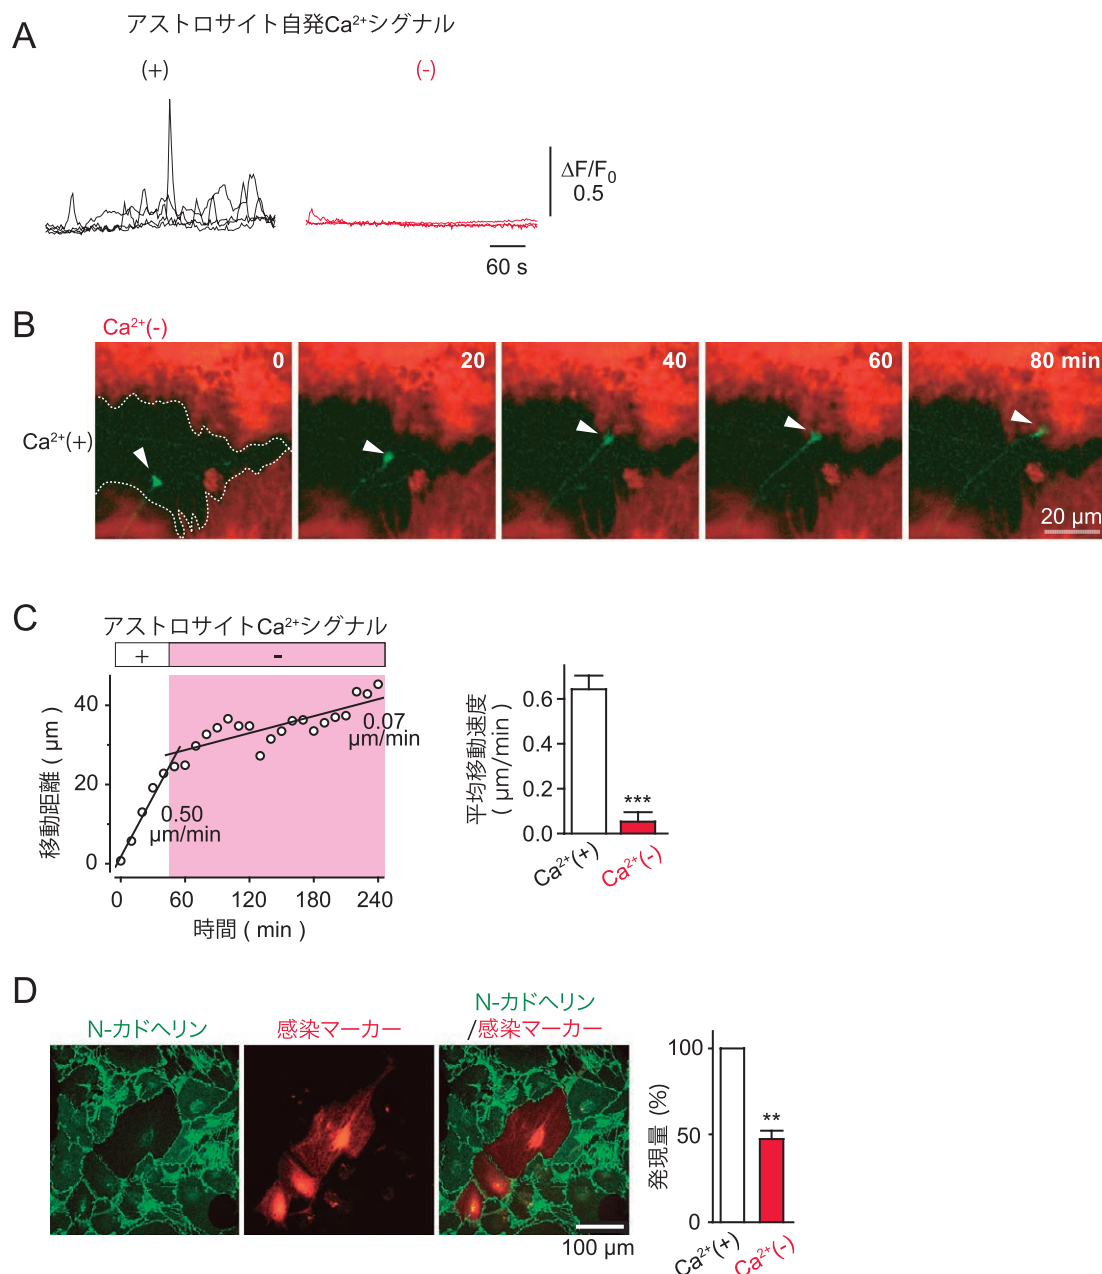 A
アストロサイト自発Ca²⁺シグナル
(+)
(-)
ΔF/F₀
0.5
60 s
B
Ca²⁺(-)
Ca²⁺(+)
0
20
40
60
80 min
20 µm
C
アストロサイトCa²⁺シグナル
+
-
移動距離 ( µm )
40
20
0
0.50
µm/min
0.07
µm/min
0
60
120
180
240
時間 ( min )
平均移動速度
( µm/min )
0.6
0.4
0.2
0.0
***
Ca²⁺(+)
Ca²⁺(-)
D
N-カドヘリン
感染マーカー
N-カドヘリン
/感染マーカー
100 µm
発現量 (%)
100
50
0
**
Ca²⁺(+)
Ca²⁺(-)